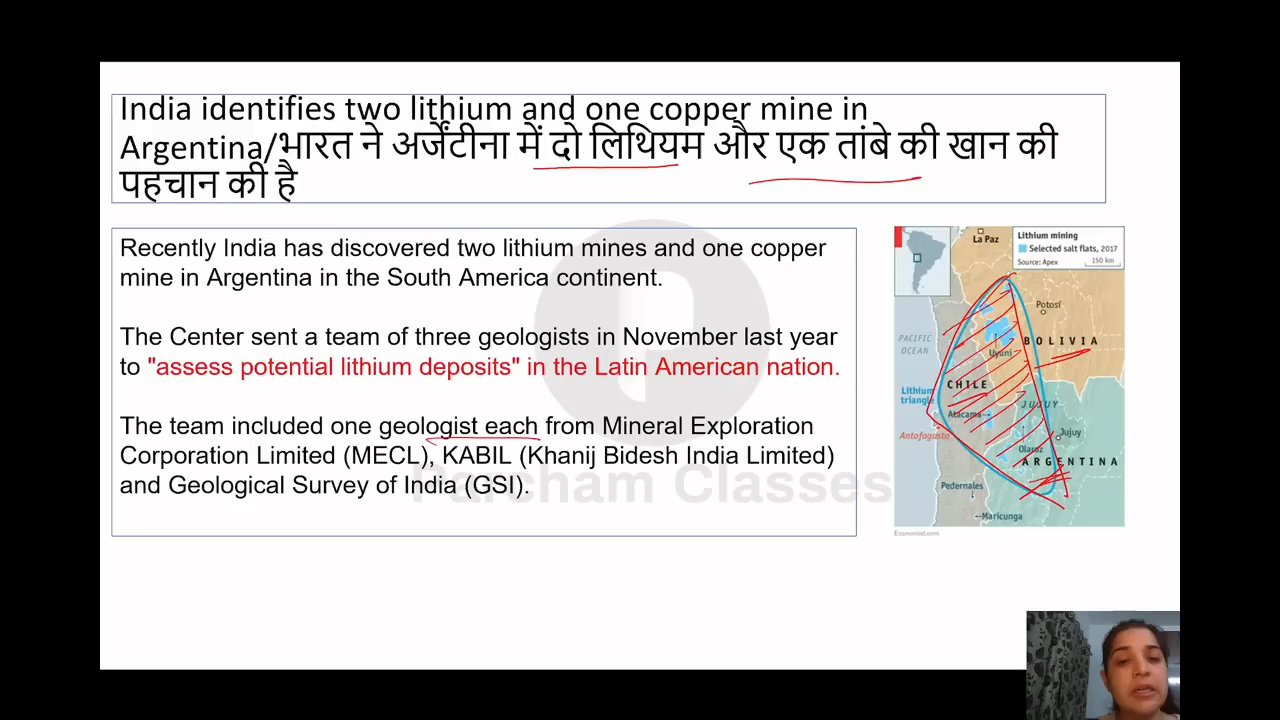 India identifies two lithium and one copper mine in
Argentina/भारत ने अर्जेंटीना में दो लिथियम और एक तांबे की खान की
पहचान की है
Recently India has discovered two lithium mines and one copper
mine in Argentina in the South America continent.
The Center sent a team of three geologists in November last year
to "assess potential lithium deposits" in the Latin American nation.
The team included one geologist each from Mineral Exploration
Corporation Limited (MECL), KABIL (Khanij Bidesh India Limited)
and Geological Survey of India (GSI).
Parcham Classes
La Paz
Lithium mining
Selected salt flats, 2017
Source: Apex
150 km
Potosí
PACIFIC
OCEAN
BOLIVIA
Uyuni
CHILE
Lithium
triangle
JUJUY
Atacama
Antofagasta
Jujuy
Olaroz
ARGENTINA
Pedernales
Maricunga
Economist.com